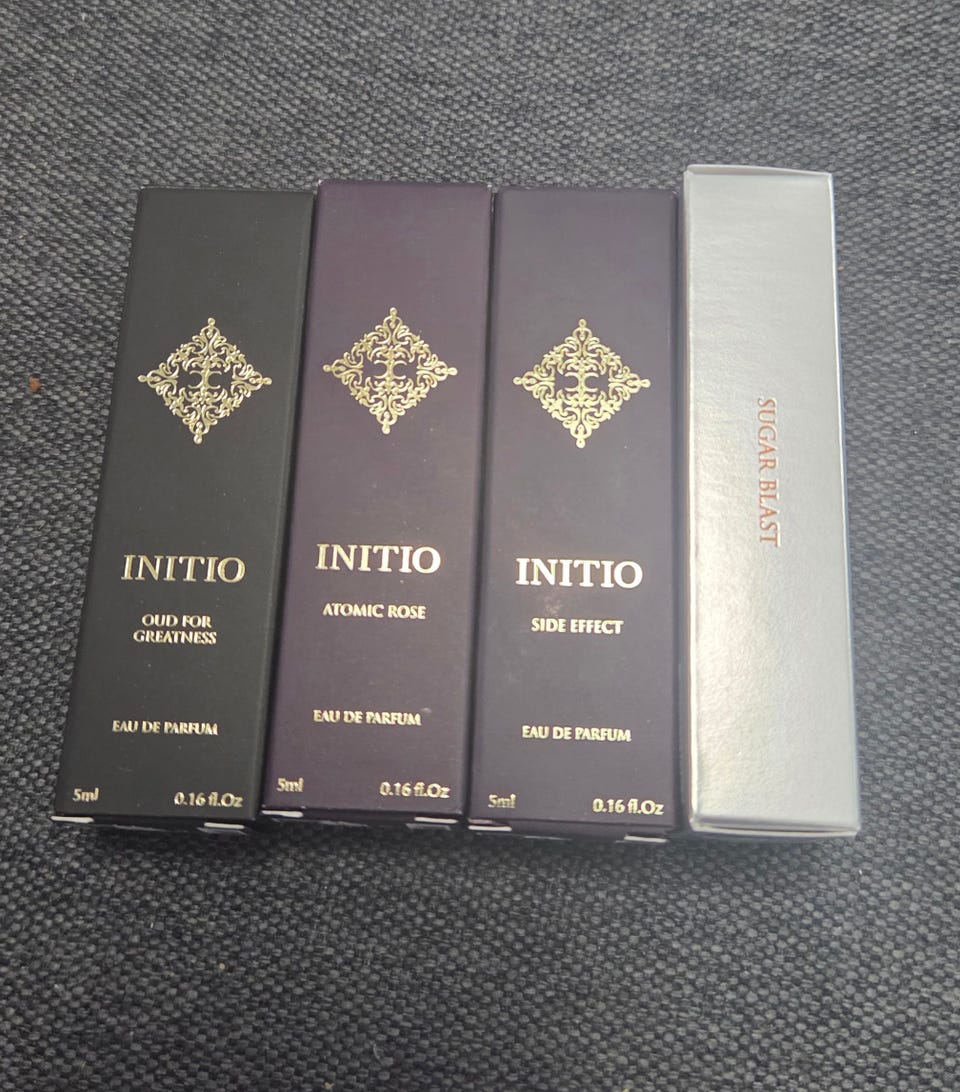 INITIO
OUD FOR
GREATNESS
EAU DE PARFUM
5ml 0.16 fl.Oz
INITIO
ATOMIC ROSE
EAU DE PARFUM
5ml 0.16 fl.Oz
INITIO
SIDE EFFECT
EAU DE PARFUM
5ml 0.16 fl.Oz
SUGAR BLAST